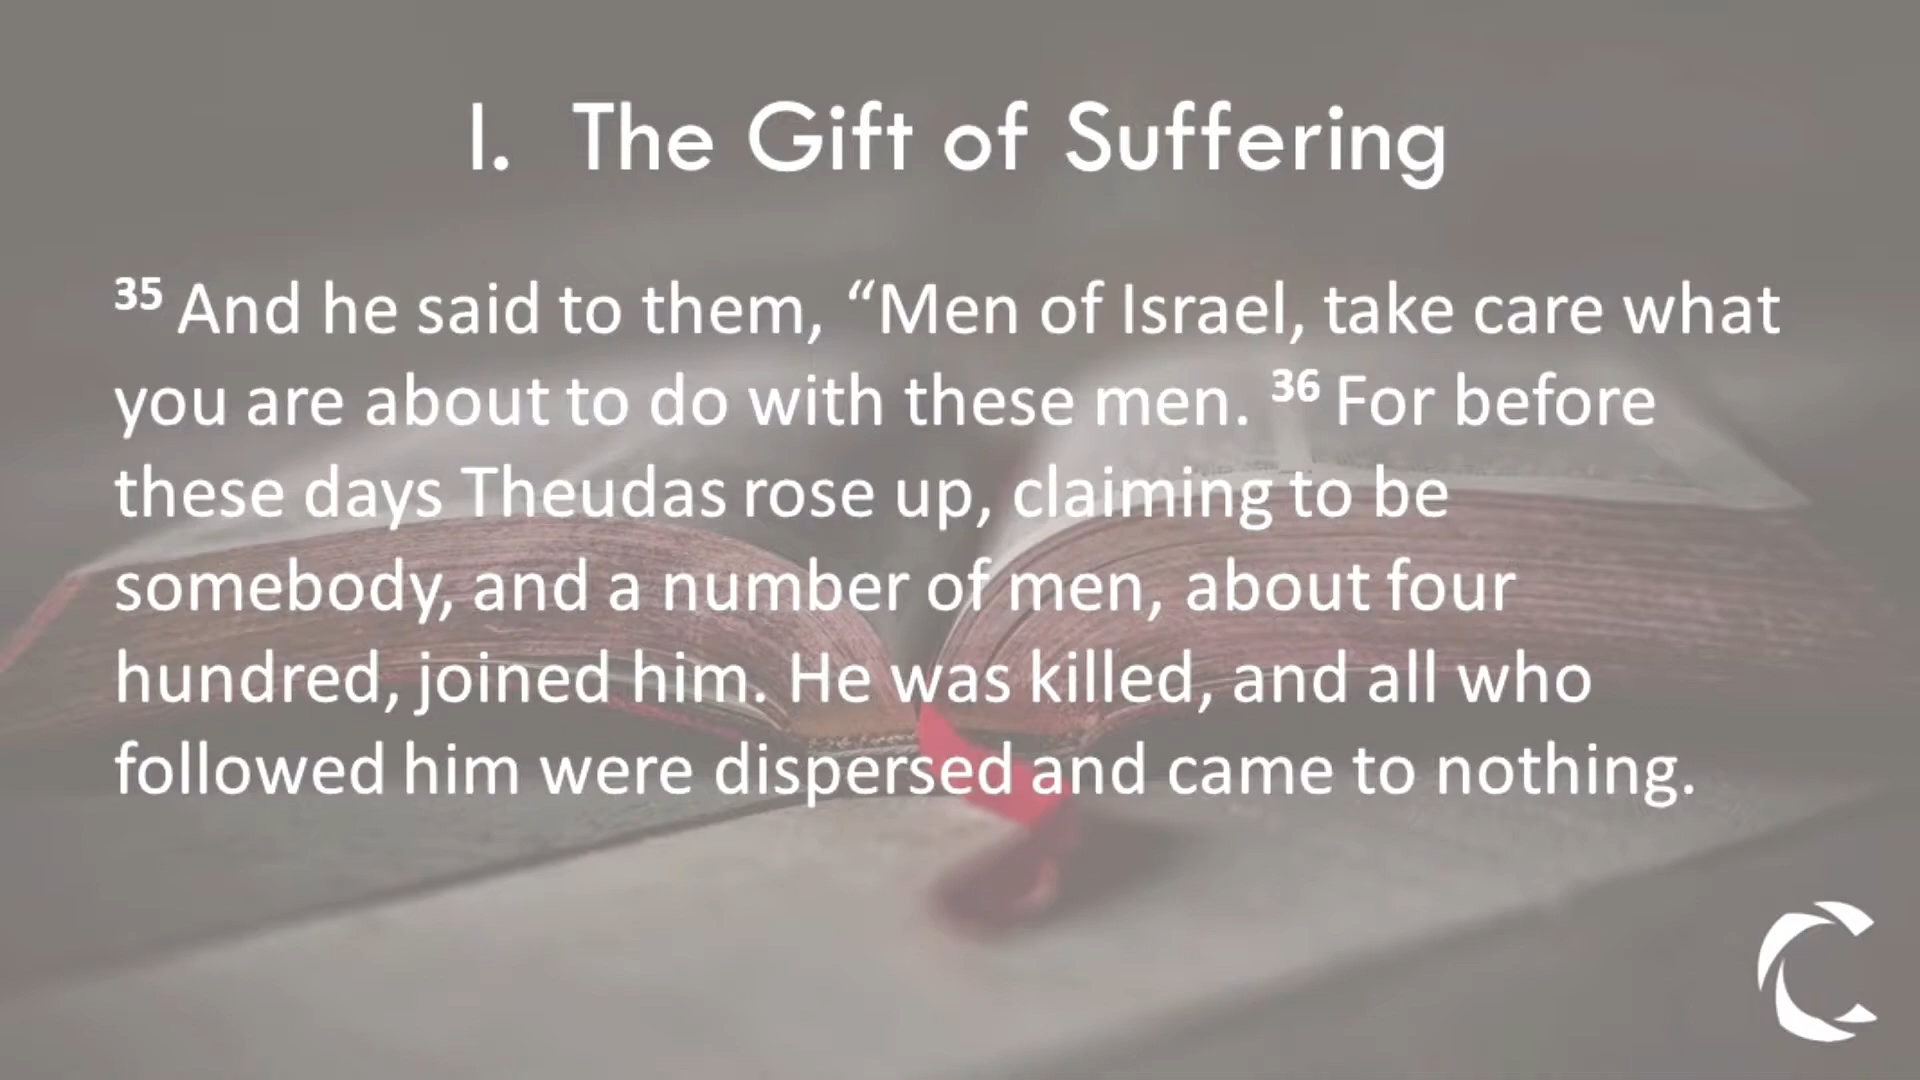 I. The Gift of Suffering
35 And he said to them, “Men of Israel, take care what
you are about to do with these men. 36 For before
these days Theudas rose up, claiming to be
somebody, and a number of men, about four
hundred, joined him. He was killed, and all who
followed him were dispersed and came to nothing.